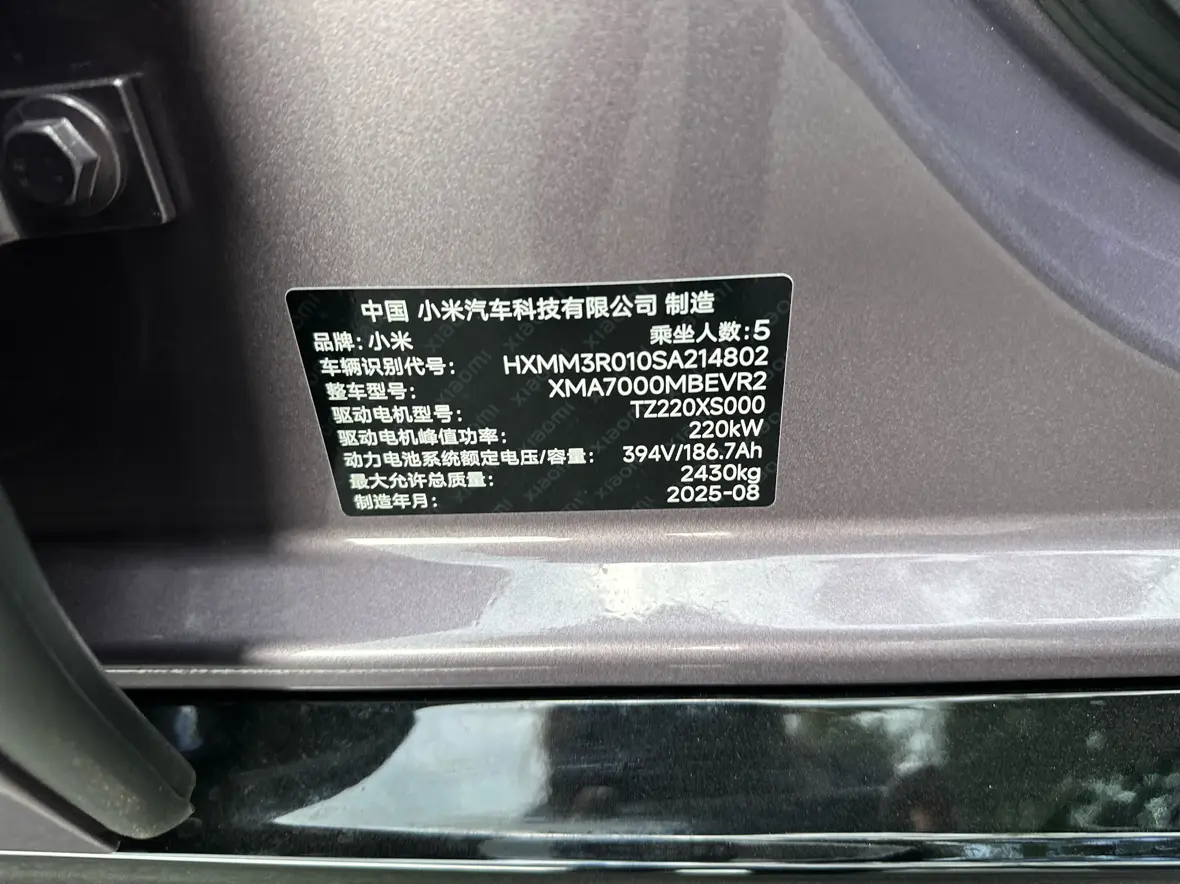 中国 小米汽车科技有限公司 制造
品牌：小米 乘坐人数：5
车辆识别代号： HXMM3R010SA214802
整车型号： XMA7000MBEVR2
驱动电机型号： TZ220XS000
驱动电机峰值功率： 220kW
动力电池系统额定电压/容量： 394V/186.7Ah
最大允许总质量： 2430kg
制造年月： 2025-08